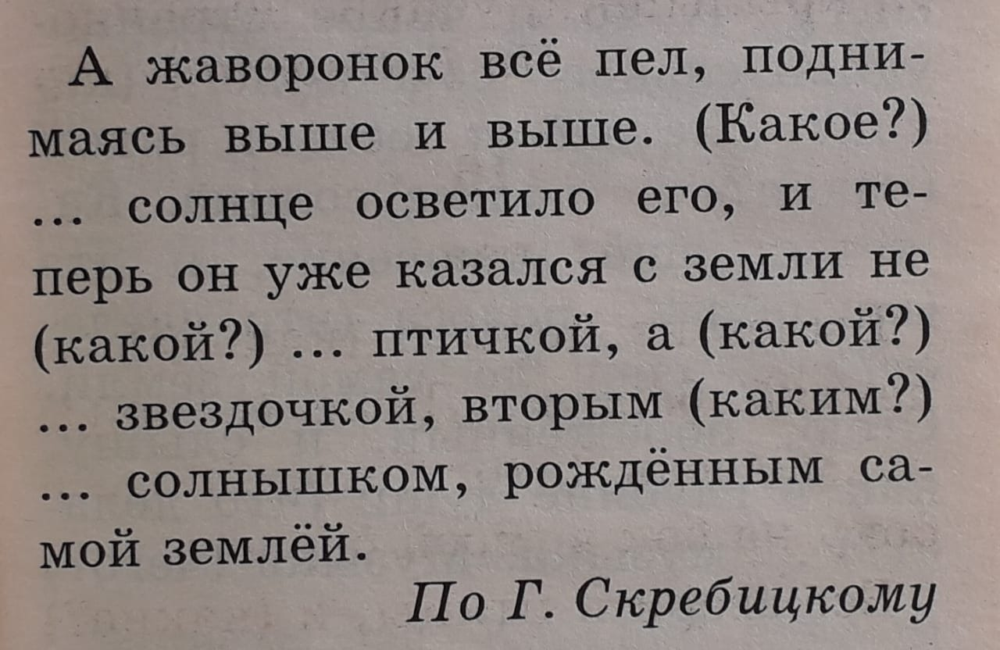 А жаворонок всё пел, подни-
маясь выше и выше. (Какое?)
... солнце осветило его, и те-
перь он уже казался с земли не
(какой?) ... птичкой, а (какой?)
... звездочкой, вторым (каким?)
... солнышком, рождённым са-
мой землёй.
По Г. Скребицкому